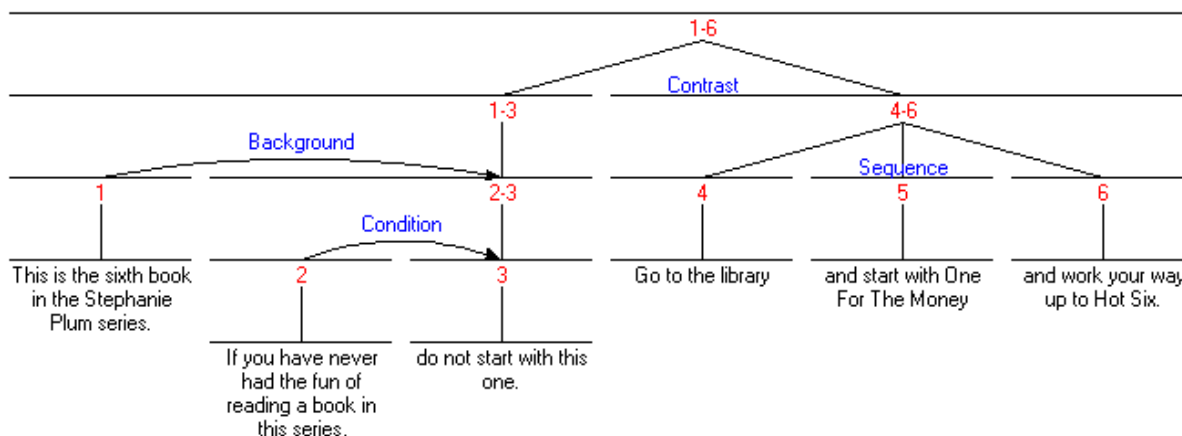 1-6
Contrast
1-3
4-6
Background
Sequence
1
2-3
4
5
6
Condition
This is the sixth book
in the Stephanie
Plum series.
2
3
Go to the library
and start with One
For The Money
and work your way
up to Hot Six.
If you have never
had the fun of
reading a book in
this series,
do not start with this
one.